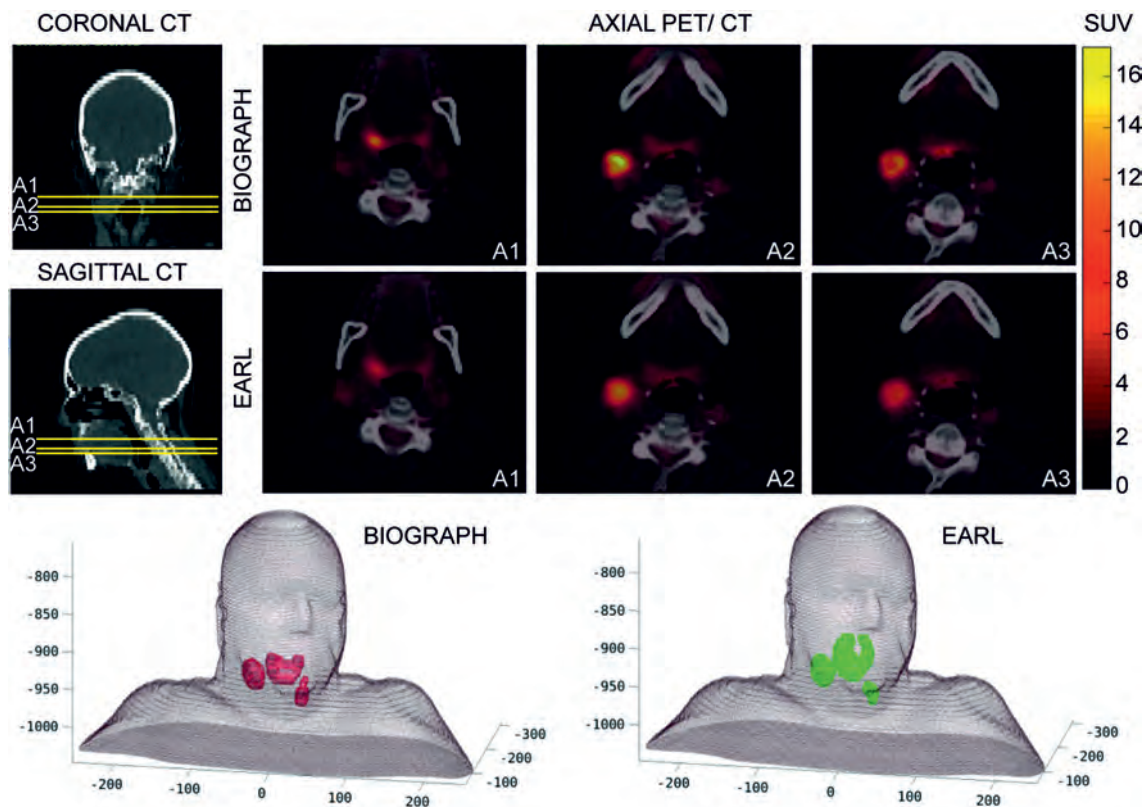 CORONAL CT
AXIAL PET/ CT
SUV
A1
A2
A3
BIOGRAPH
A1
A2
A3
16
14
12
10
8
6
4
2
0
SAGITTAL CT
A1
A2
A3
EARL
A1
A2
A3
BIOGRAPH
-800
-850
-900
-950
-1000
-300
-200
-100
-200
-100
0
100
200
EARL
-800
-850
-900
-950
-1000
-300
-200
-100
-200
-100
0
100
200